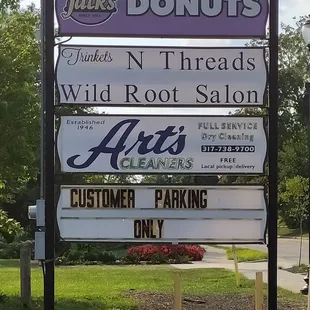 Jack's
DONUTS
Trinkets N Threads
Wild Root Salon
Established
1946
Art's
CLEANERS
FULL SERVICE
Dry Cleaning
317-738-9700
FREE
Local pickup/delivery
CUSTOMER PARKING
ONLY